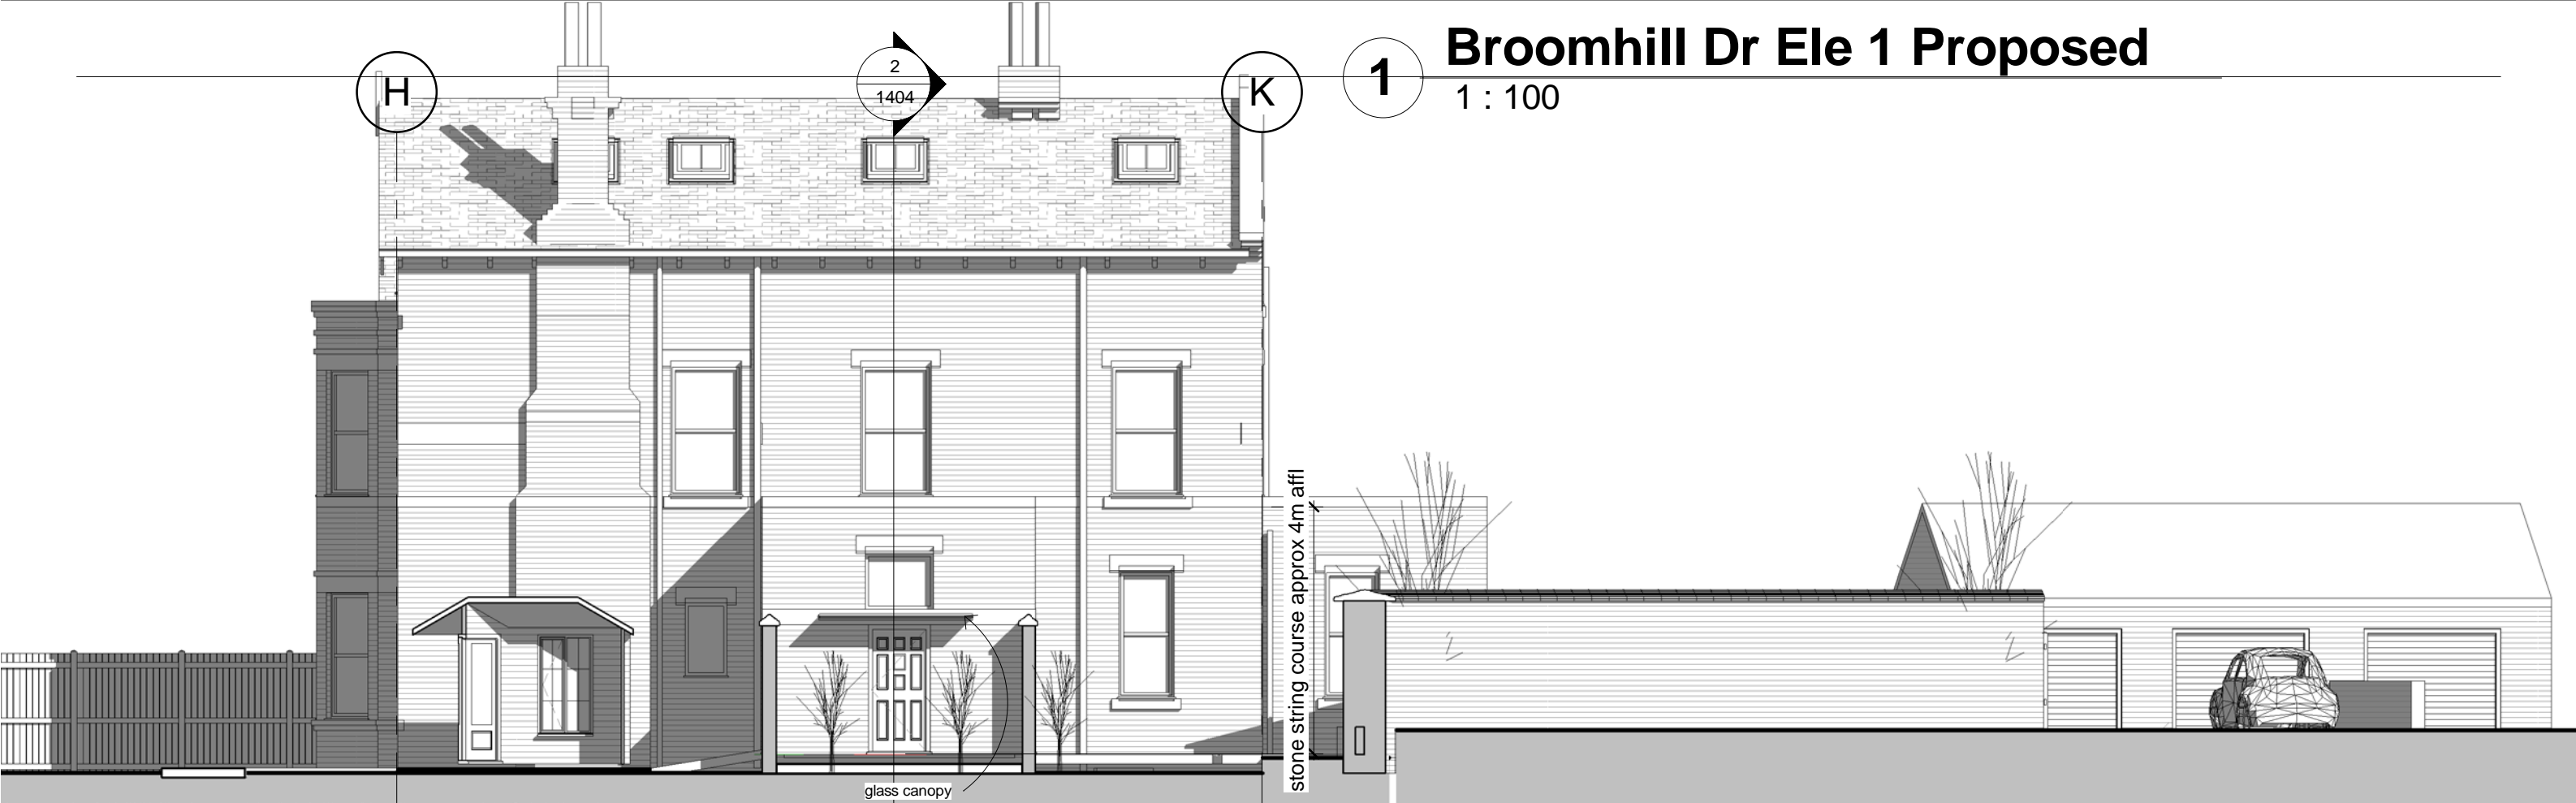 H
2
1404
K
1
Broomhill Dr Ele 1 Proposed
1 : 100
stone string course approx 4m affl
glass canopy